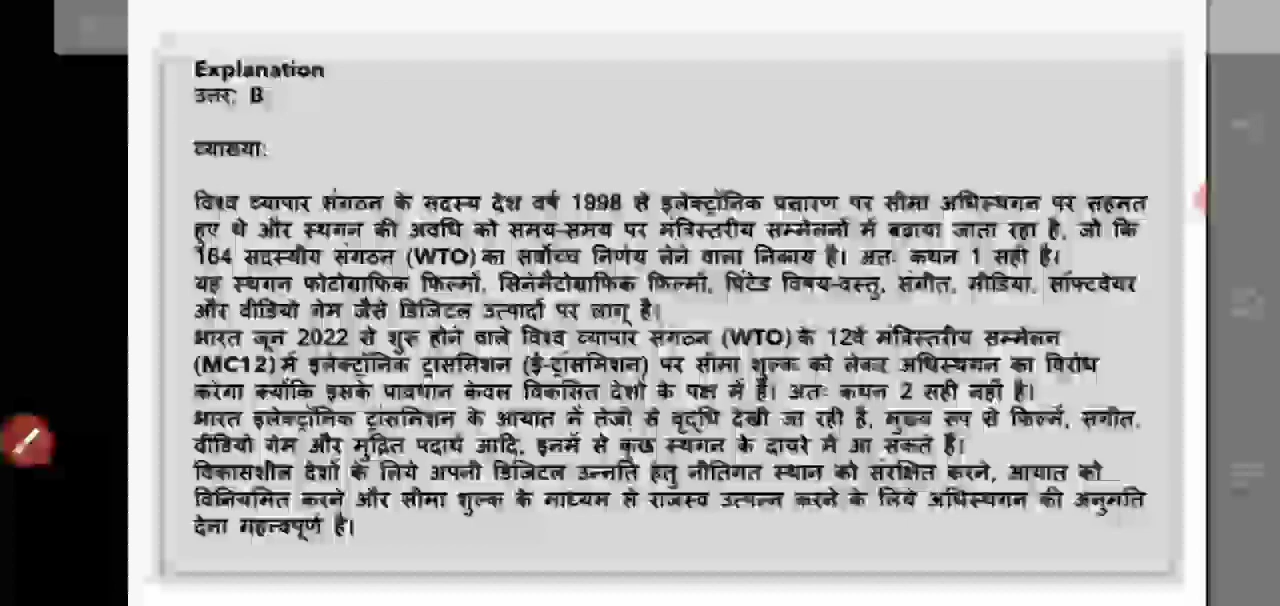 Explanation
उत्तर: B
व्याख्या:
विश्व व्यापार संगठन के सदस्य देश वर्ष 1998 से इलेक्ट्रॉनिक प्रसारण पर सीमा अधिस्थगन पर सहमत
हुए थे और स्थगन की अवधि को समय-समय पर मंत्रिस्तरीय सम्मेलनों में बढ़ाया जाता रहा है, जो कि
164 सदस्यीय संगठन (WTO) का सर्वोच्च निर्णय लेने वाला निकाय है। अतः कथन 1 सही है।
यह स्थगन फोटोग्राफिक फिल्मों, सिनेमैटोग्राफिक फिल्मों, प्रिंटेड विषय-वस्तु, संगीत, मीडिया, सॉफ्टवेयर
और वीडियो गेम जैसे डिजिटल उत्पादों पर लागू है।
भारत जून 2022 से शुरू होने वाले विश्व व्यापार संगठन (WTO) के 12वें मंत्रिस्तरीय सम्मेलन
(MC12) में इलेक्ट्रॉनिक ट्रांसमिशन (ई-ट्रांसमिशन) पर सीमा शुल्क को लेकर अधिस्थगन का विरोध
करेगा क्योंकि इसके प्रावधान केवल विकसित देशों के पक्ष में हैं। अतः कथन 2 सही नहीं है।
भारत इलेक्ट्रॉनिक ट्रांसमिशन के आयात में तेजी से वृद्धि देखी जा रही है, मुख्य रूप से फिल्में, संगीत,
वीडियो गेम और मुद्रित पदार्थ आदि, इनमें से कुछ स्थगन के दायरे में आ सकते हैं।
विकासशील देशों के लिये अपनी डिजिटल उन्नति हेतु नीतिगत स्थान को संरक्षित करने, आयात को
विनियमित करने और सीमा शुल्क के माध्यम से राजस्व उत्पन्न करने के लिये अधिस्थगन की अनुमति
देना महत्वपूर्ण है।